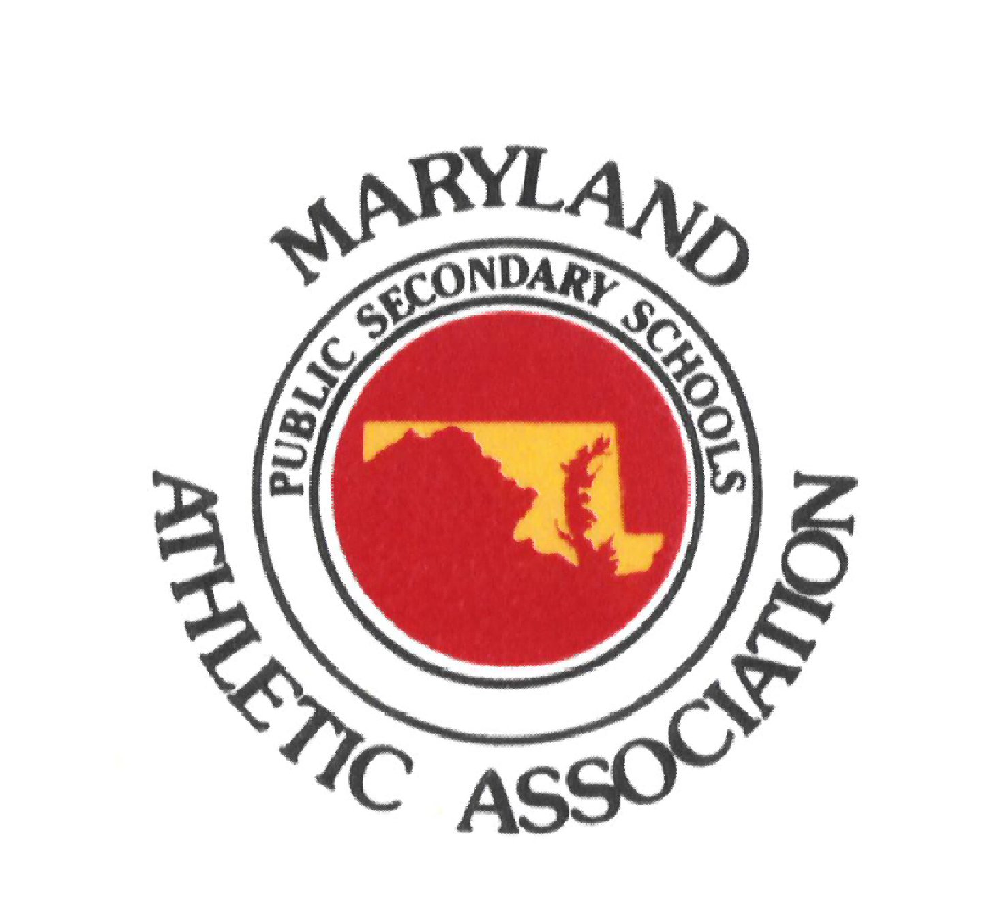 MARYLAND
PUBLIC SECONDARY SCHOOLS
ATHLETIC ASSOCIATION